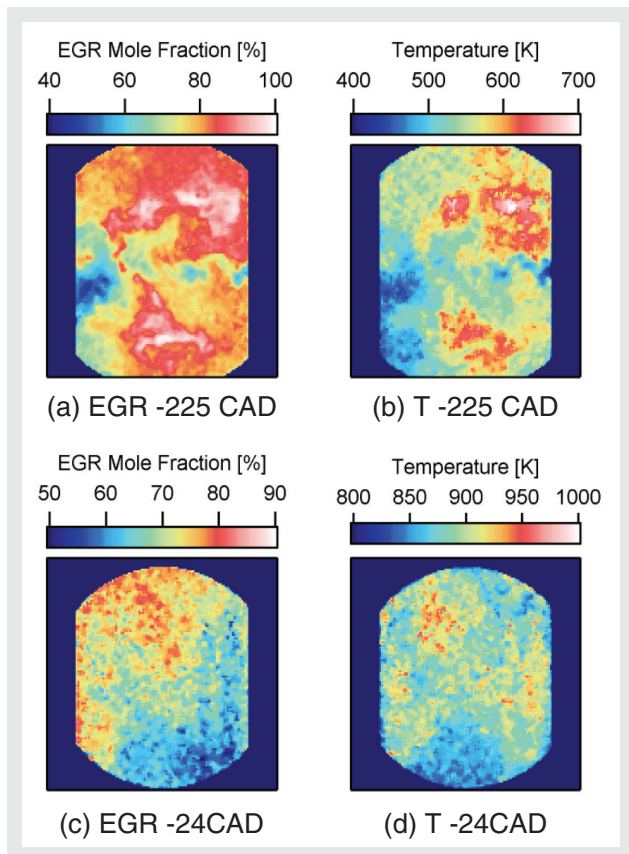 EGR Mole Fraction [%]
40 60 80 100
Temperature [K]
400 500 600 700
(a) EGR -225 CAD
(b) T -225 CAD
EGR Mole Fraction [%]
50 60 70 80 90
Temperature [K]
800 850 900 950 1000
(c) EGR -24CAD
(d) T -24CAD